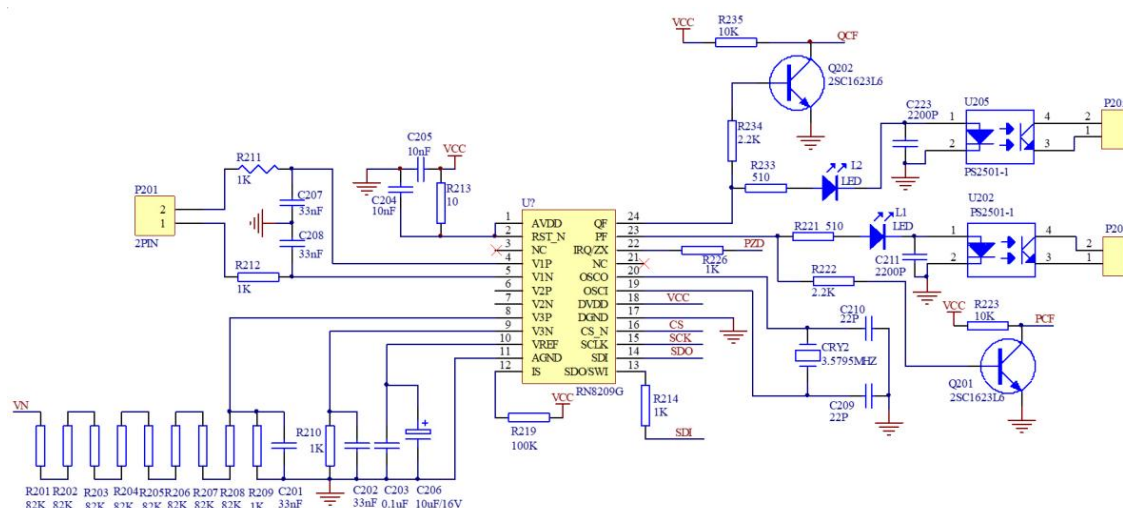 VCC
R235
10K
QCF
Q202
2SC1623L6
R234
2.2K
C223
2200P
U205
1
2
4
3
PS2501-1
2
1
R233
510
L2
LED
C205
10nF
VCC
C204
10nF
R213
10
R211
1K
P201
2
1
2PIN
C207
33nF
C208
33nF
R212
1K
U?
1 AVDD QF 24
2 RST_N PF 23
3 NC IRQ/ZX 22
4 V1P NC 21
5 V1N OSCO 20
6 V2P OSCI 19
7 V2N DVDD 18
8 V3P DGND 17
9 V3N CS_N 16
10 VREF SCLK 15
11 AGND SDI 14
12 IS SDO/SWI 13
RN8209G
R221 510
L1
LED
U202
PS2501-1
1
2
4
3
2
1
C211
2200P
R226
1K
PZD
R222
2.2K
VCC
CS
SCK
SDO
C210
22P
CRY2
3.5795MHZ
C209
22P
VCC
R223
10K
PCF
Q201
2SC1623L6
R214
1K
SDI
VCC
R219
100K
VN
R201
82K
R202
82K
R203
82K
R204
82K
R205
82K
R206
82K
R207
82K
R208
82K
R209
1K
C201
33nF
R210
1K
C202
33nF
C203
0.1uF
C206
10uF/16V
+